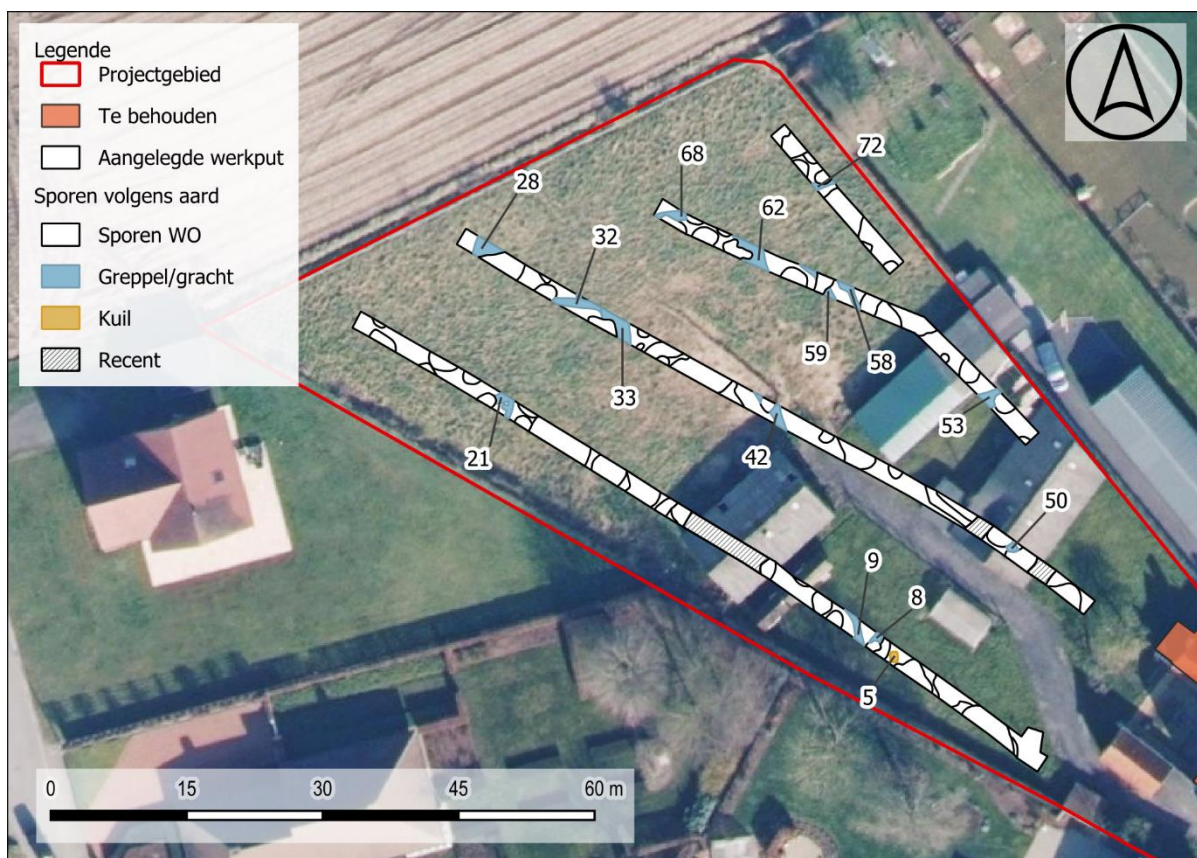 Legende
Projectgebied
Te behouden
Aangelegde werkput
Sporen volgens aard
Sporen WO
Greppel/gracht
Kuil
Recent
72
68
28
62
32
59
58
33
53
21
42
50
9
8
5
0 15 30 45 60 m